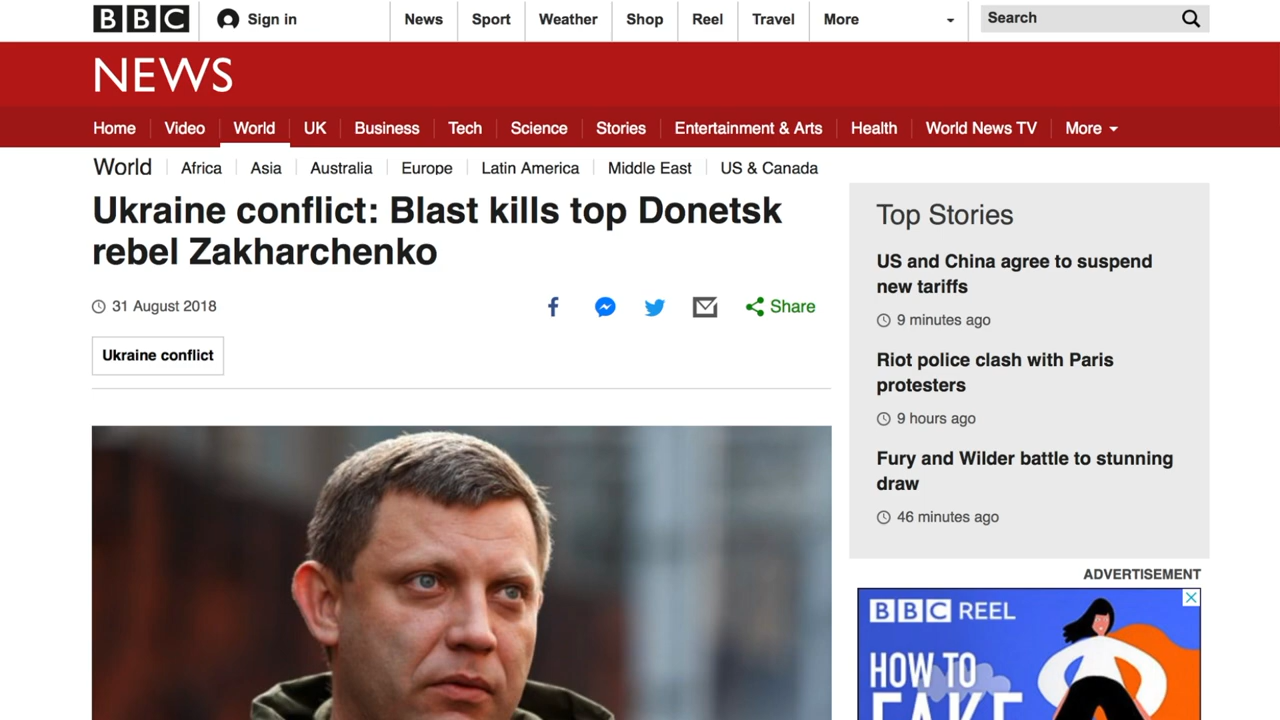 BBC
Sign in
News
Sport
Weather
Shop
Reel
Travel
More
Search
NEWS
Home
Video
World
UK
Business
Tech
Science
Stories
Entertainment & Arts
Health
World News TV
More
World
Africa
Asia
Australia
Europe
Latin America
Middle East
US & Canada
Ukraine conflict: Blast kills top Donetsk
rebel Zakharchenko
31 August 2018
Share
Ukraine conflict
Top Stories
US and China agree to suspend
new tariffs
9 minutes ago
Riot police clash with Paris
protesters
9 hours ago
Fury and Wilder battle to stunning
draw
46 minutes ago
ADVERTISEMENT
BBC REEL
HOW TO
FAKE